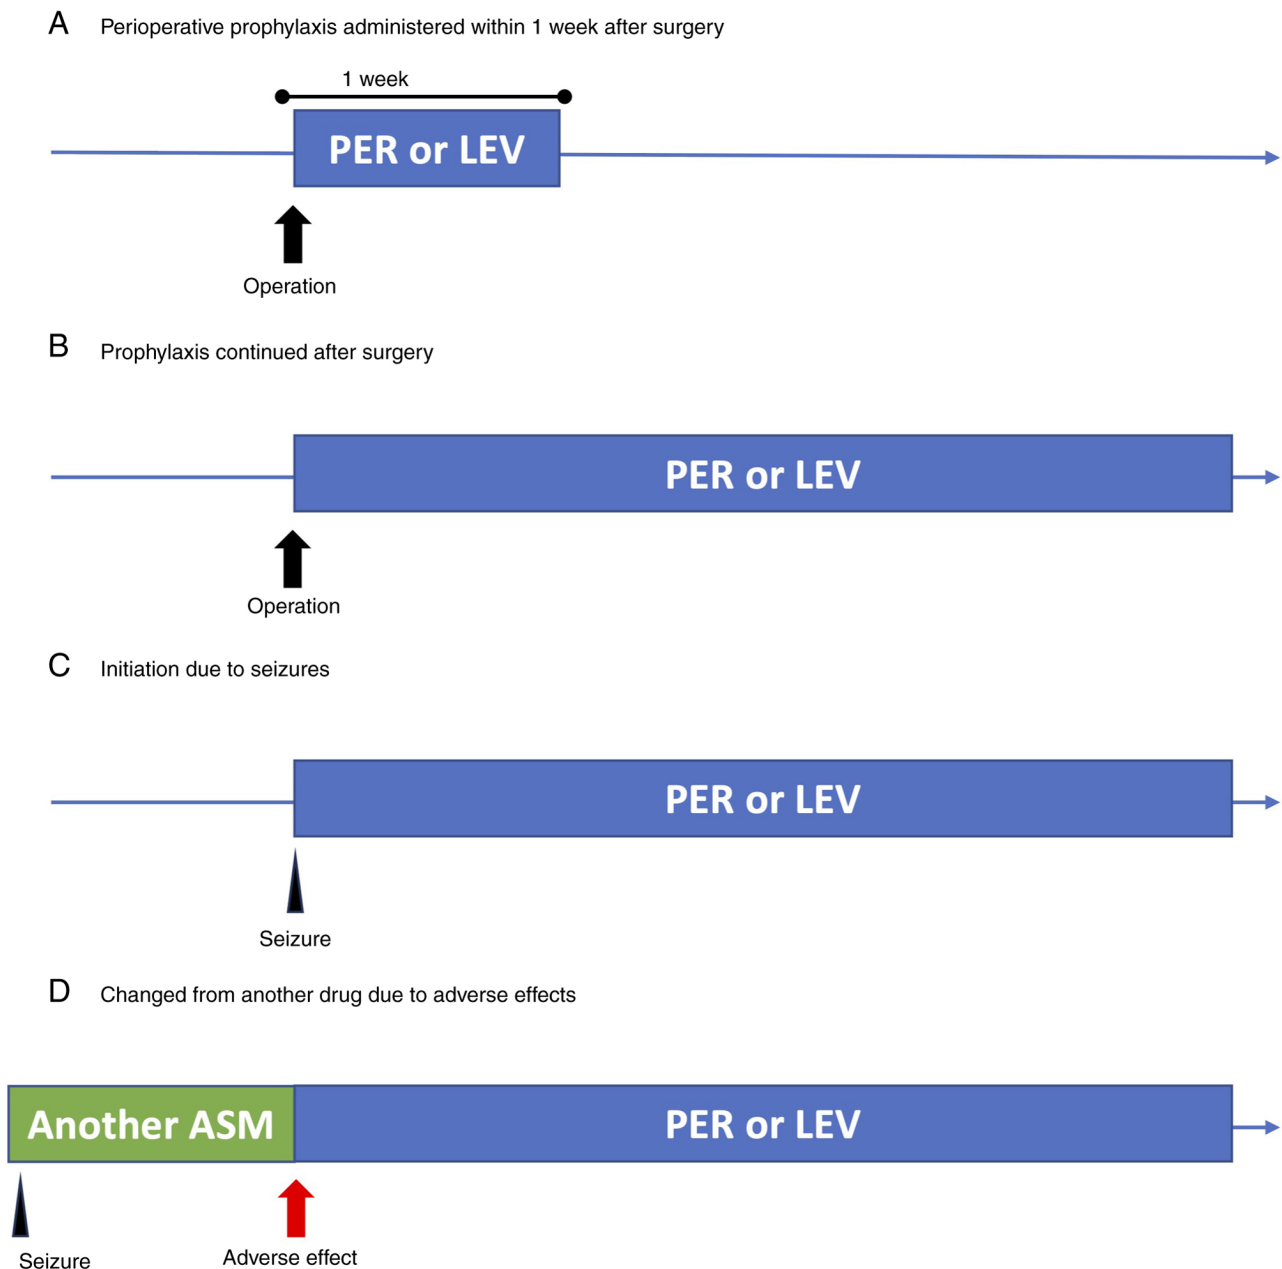 A Perioperative prophylaxis administered within 1 week after surgery
1 week
PER or LEV
Operation
B Prophylaxis continued after surgery
PER or LEV
Operation
C Initiation due to seizures
PER or LEV
Seizure
D Changed from another drug due to adverse effects
Another ASM PER or LEV
Seizure Adverse effect